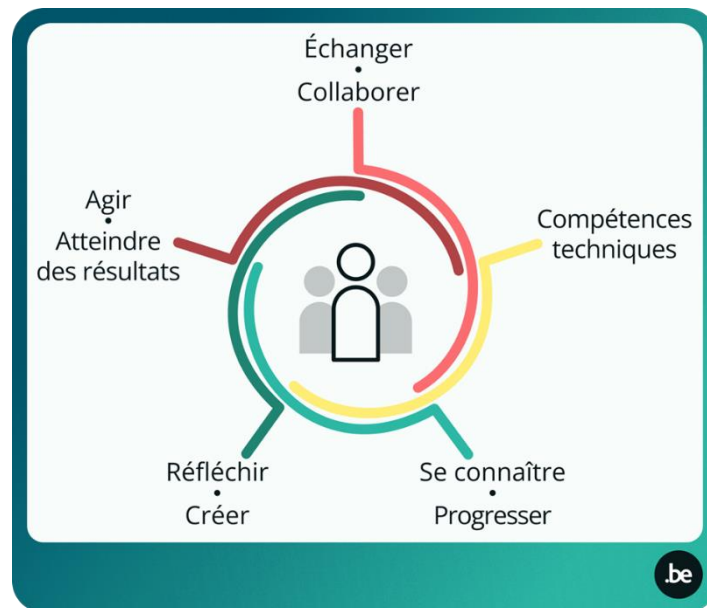 Échanger
•
Collaborer
Agir
•
Atteindre
des résultats
Compétences
techniques
Réfléchir
•
Créer
Se connaître
•
Progresser
.be